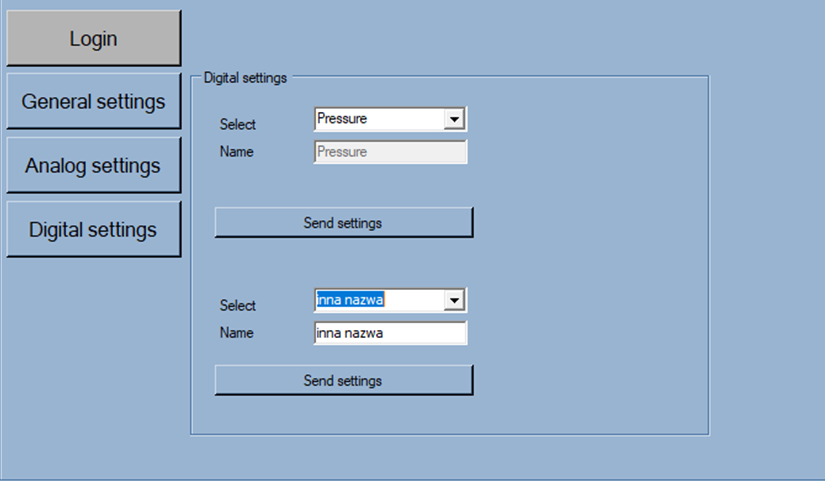 Login
General settings
Analog settings
Digital settings
Digital settings
Select
Pressure
Name
Pressure
Send settings
Select
inna nazwa
Name
inna nazwa
Send settings